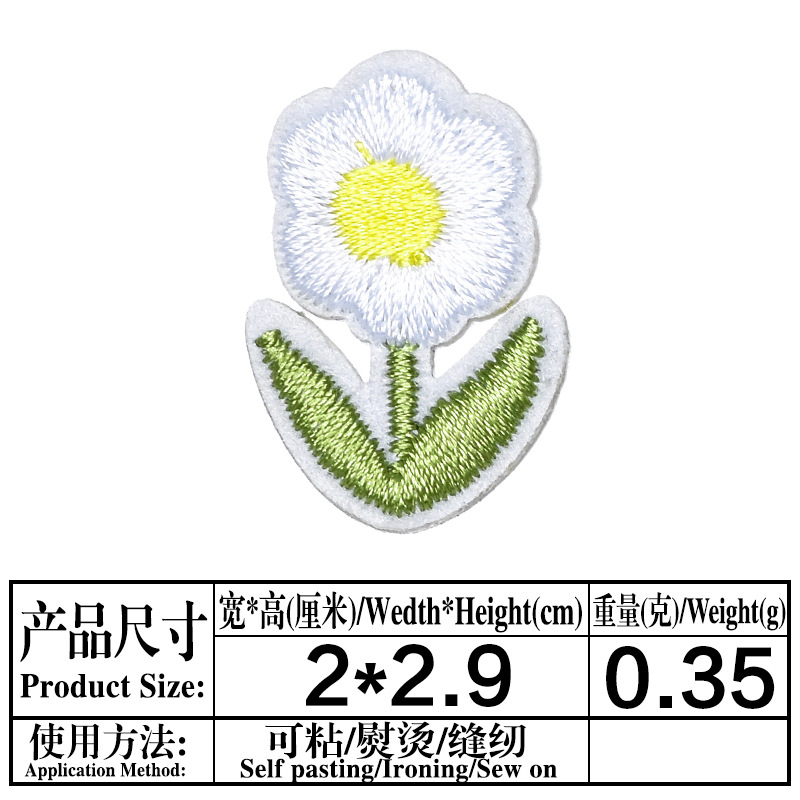 产品尺寸
Product Size:
宽*高(厘米)/Wedth*Height(cm)
重量(克)/Weight(g)
2*2.9
0.35
使用方法:
Application Method:
可粘/熨烫/缝纫
Self pasting/Ironing/Sew on